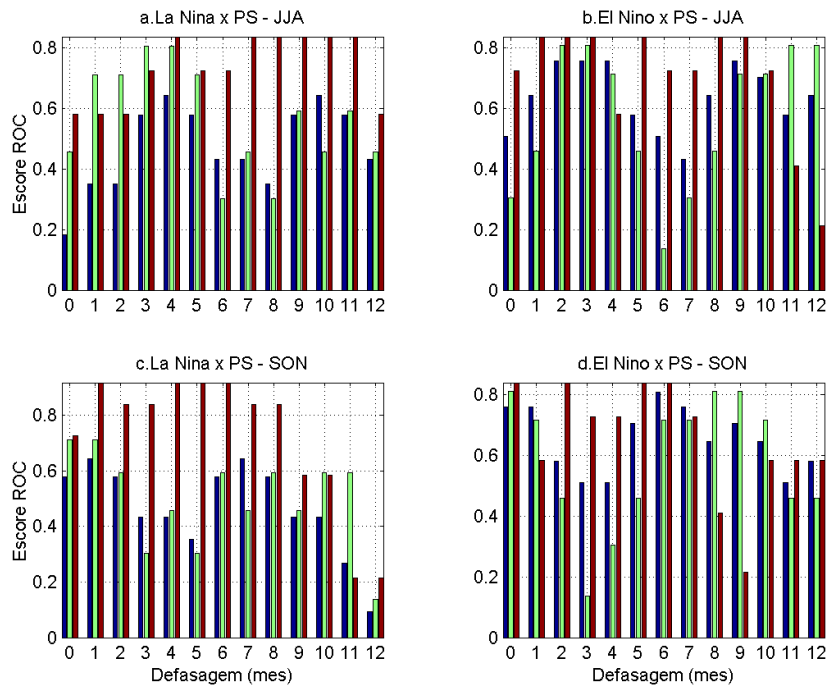 a.La Nina x PS - JJA
Escore ROC
0.8
0.6
0.4
0.2
0
0 1 2 3 4 5 6 7 8 9 10 11 12
b.El Nino x PS - JJA
0.8
0.6
0.4
0.2
0
0 1 2 3 4 5 6 7 8 9 10 11 12
c.La Nina x PS - SON
Escore ROC
0.8
0.6
0.4
0.2
0
0 1 2 3 4 5 6 7 8 9 10 11 12
Defasagem (mes)
d.El Nino x PS - SON
0.8
0.6
0.4
0.2
0
0 1 2 3 4 5 6 7 8 9 10 11 12
Defasagem (mes)